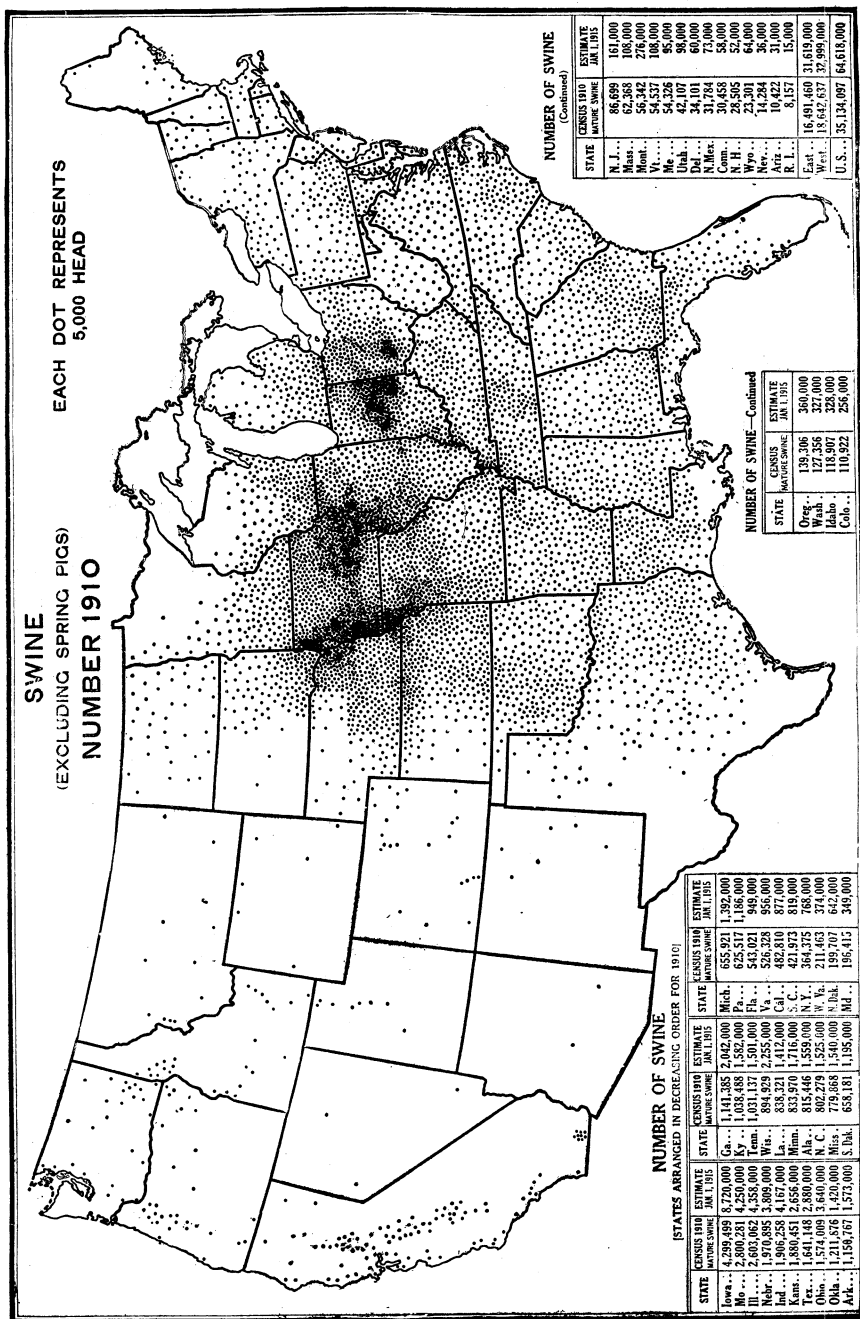 SWINE
(EXCLUDING SPRING PIGS)
NUMBER 1910
EACH DOT REPRESENTS
5,000 HEAD
NUMBER OF SWINE
[STATES ARRANGED IN DECREASING ORDER FOR 1910]
STATE CENSUS 1910 MATURE SWINE ESTIMATE JAN. 1, 1915 STATE CENSUS 1910 MATURE SWINE ESTIMATE JAN. 1, 1915 STATE CENSUS 1910 MATURE SWINE ESTIMATE JAN. 1, 1915
Iowa.. 4,299,499 8,720,000 Ga... 1,141,385 2,042,000 Mich. 655,921 1,392,000
Mo... 2,800,281 4,250,000 Ky... 1,038,488 1,582,000 Pa... 625,517 1,186,000
Ill... 2,603,062 4,358,000 Tenn. 1,031,137 1,501,000 Fla... 543,021 949,000
Nebr. 1,970,895 3,809,000 Wis.. 894,929 2,255,000 Va... 526,328 956,000
Ind.. 1,906,258 4,167,000 La... 838,321 1,412,000 Cal.. 482,810 877,000
Kans. 1,880,451 2,656,000 Minn. 833,970 1,716,000 S. C.. 421,973 819,000
Tex.. 1,641,148 2,880,000 Ala.. 815,446 1,559,000 N.Y.. 364,375 768,000
Ohio.. 1,574,009 3,640,000 N. C.. 802,279 1,525,000 W. Va. 211,463 374,000
Okla.. 1,211,876 1,420,000 Miss.. 779,868 1,540,000 N. Dak. 199,707 642,000
Ark.. 1,150,767 1,573,000 S. Dak. 658,181 1,195,000 Md... 196,415 349,000
NUMBER OF SWINE—Continued
STATE CENSUS MATURE SWINE ESTIMATE JAN. 1, 1915
Oreg.. 139,306 360,000
Wash.. 127,356 327,000
Idaho.. 118,907 328,000
Colo.. 110,922 256,000
NUMBER OF SWINE
(Continued)
STATE CENSUS 1910 MATURE SWINE ESTIMATE JAN. 1, 1915
N. J... 86,699 161,000
Mass.. 62,368 108,000
Mont.. 56,342 276,000
Vt... 54,537 108,000
Me... 54,326 95,000
Utah.. 42,107 98,000
Del... 34,101 60,000
N.Mex. 31,784 73,000
Conn.. 30,458 58,000
N. H.. 28,505 52,000
Wyo... 23,301 64,000
Nev... 14,284 36,000
Ariz... 10,422 31,000
R. I... 8,157 15,000
East.. 16,491,460 31,619,000
West.. 18,642,637 32,999,000
U.S... 35,134,097 64,618,000